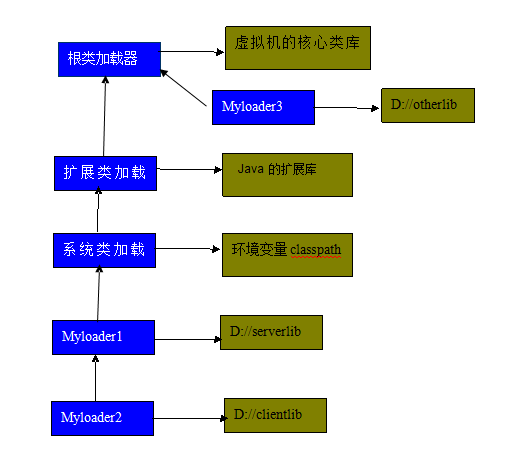 根类加载器
虚拟机的核心类库
Myloader3
D://otherlib
扩展类加载
Java 的扩展库
系统类加载
环境变量 classpath
Myloader1
D://serverlib
Myloader2
D://clientlib